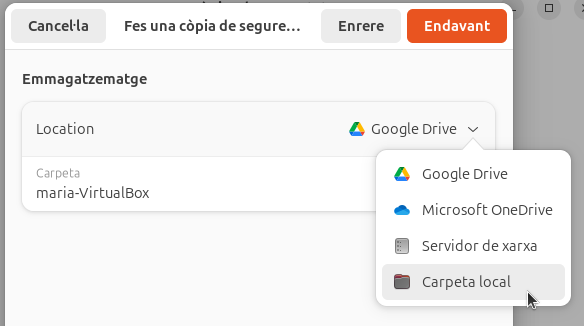 Cancel·la
Fes una còpia de segure...
Enrere
Endavant
Emmagatzematge
Location
Google Drive
Carpeta
maria-VirtualBox
Google Drive
Microsoft OneDrive
Servidor de xarxa
Carpeta local